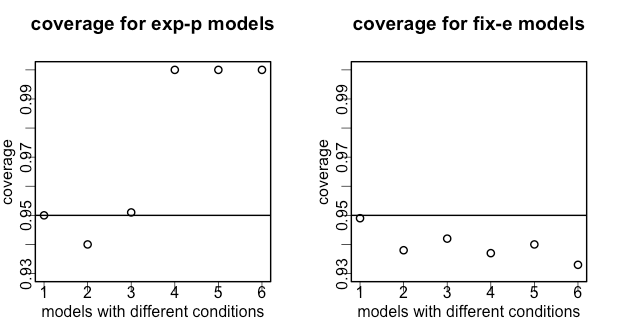 coverage for exp-p models
coverage
0.93 0.95 0.97 0.99
1 2 3 4 5 6
models with different conditions
coverage for fix-e models
coverage
0.93 0.95 0.97 0.99
1 2 3 4 5 6
models with different conditions